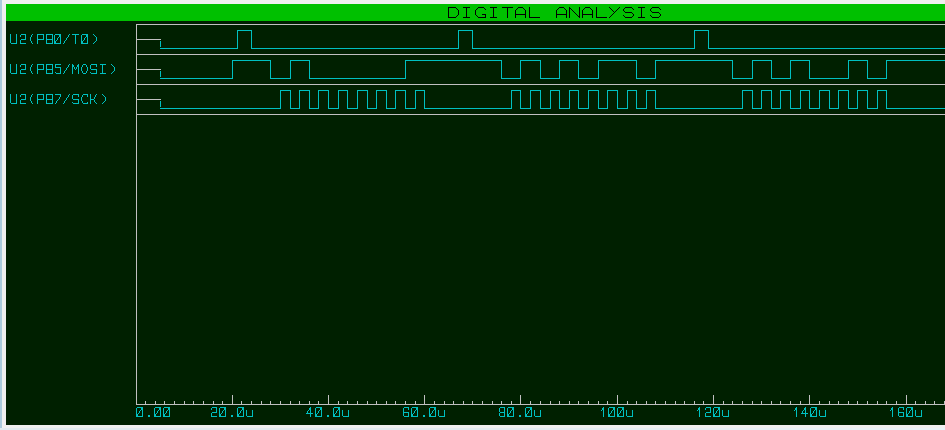 DIGITAL ANALYSIS
U2(PB0/T0)
U2(PB5/MOSI)
U2(PB7/SCK)
0.00 20.0u 40.0u 60.0u 80.0u 100u 120u 140u 160u